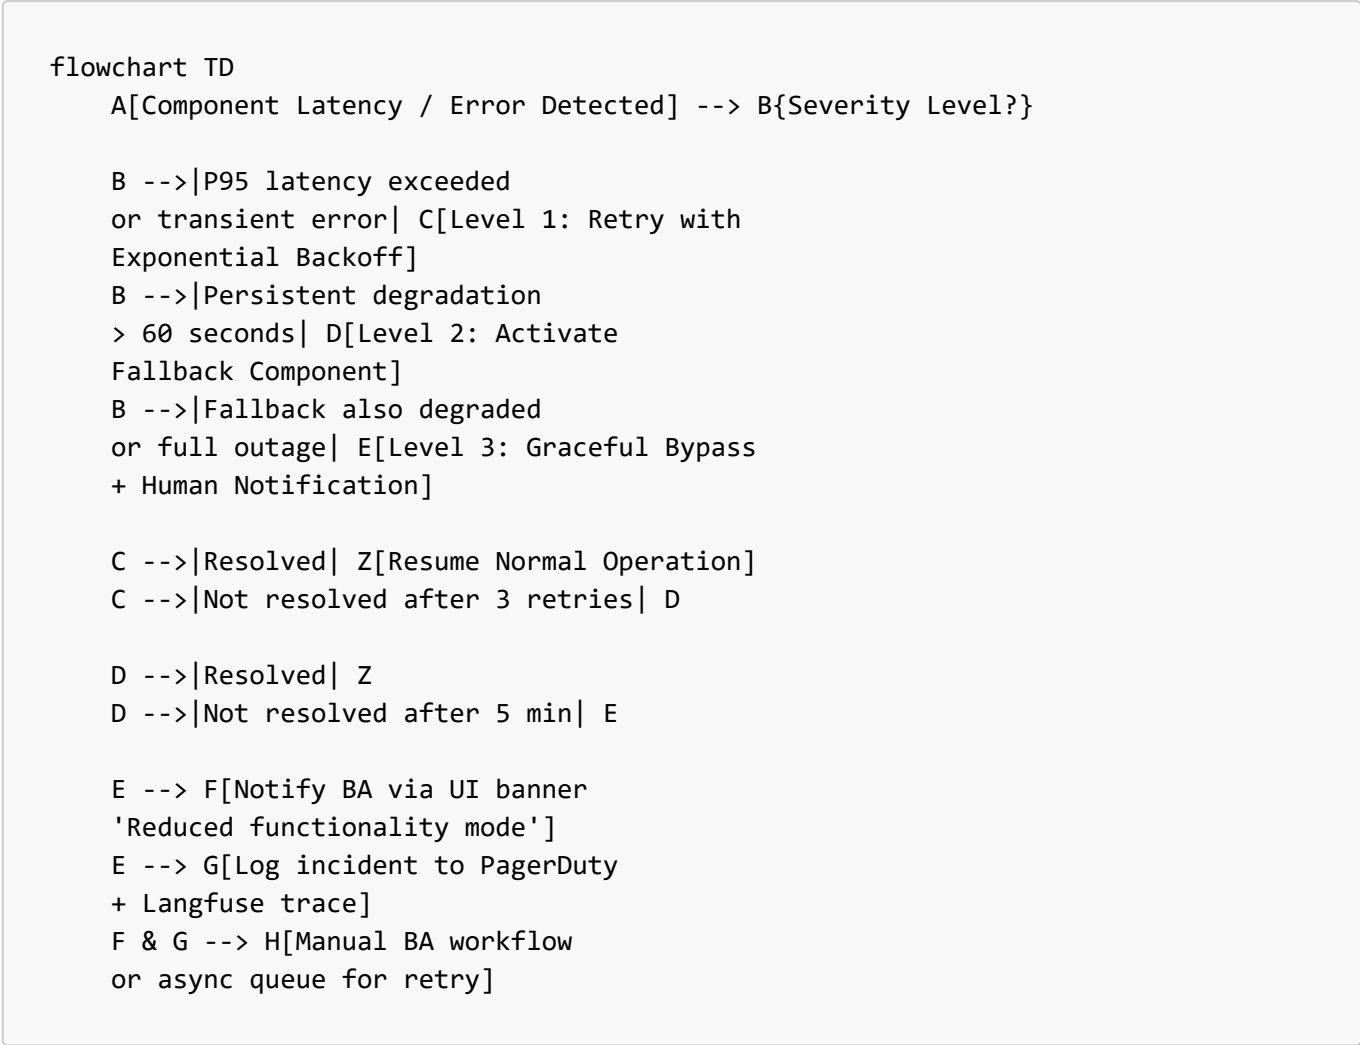 flowchart TD
    A[Component Latency / Error Detected] --> B{Severity Level?}

    B -->|P95 latency exceeded
    or transient error| C[Level 1: Retry with
    Exponential Backoff]
    B -->|Persistent degradation
    > 60 seconds| D[Level 2: Activate
    Fallback Component]
    B -->|Fallback also degraded
    or full outage| E[Level 3: Graceful Bypass
    + Human Notification]

    C -->|Resolved| Z[Resume Normal Operation]
    C -->|Not resolved after 3 retries| D

    D -->|Resolved| Z
    D -->|Not resolved after 5 min| E

    E --> F[Notify BA via UI banner
    'Reduced functionality mode']
    E --> G[Log incident to PagerDuty
    + Langfuse trace]
    F & G --> H[Manual BA workflow
    or async queue for retry]